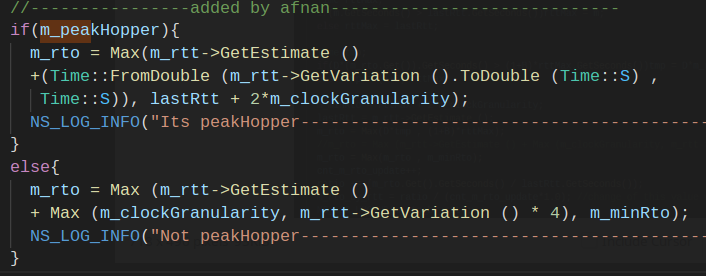 //----------------added by afnan-----------------------------
if(m_peakHopper){
m_rto = Max(m_rtt->GetEstimate ()
+(Time::FromDouble (m_rtt->GetVariation ().ToDouble (Time::S) ,
Time::S)), lastRtt + 2*m_clockGranularity);
NS_LOG_INFO("Its peakHopper-----------------------------------------
}
else{
m_rto = Max (m_rtt->GetEstimate ()
+ Max (m_clockGranularity, m_rtt->GetVariation () * 4), m_minRto);
NS_LOG_INFO("Not peakHopper-----------------------------------------
}